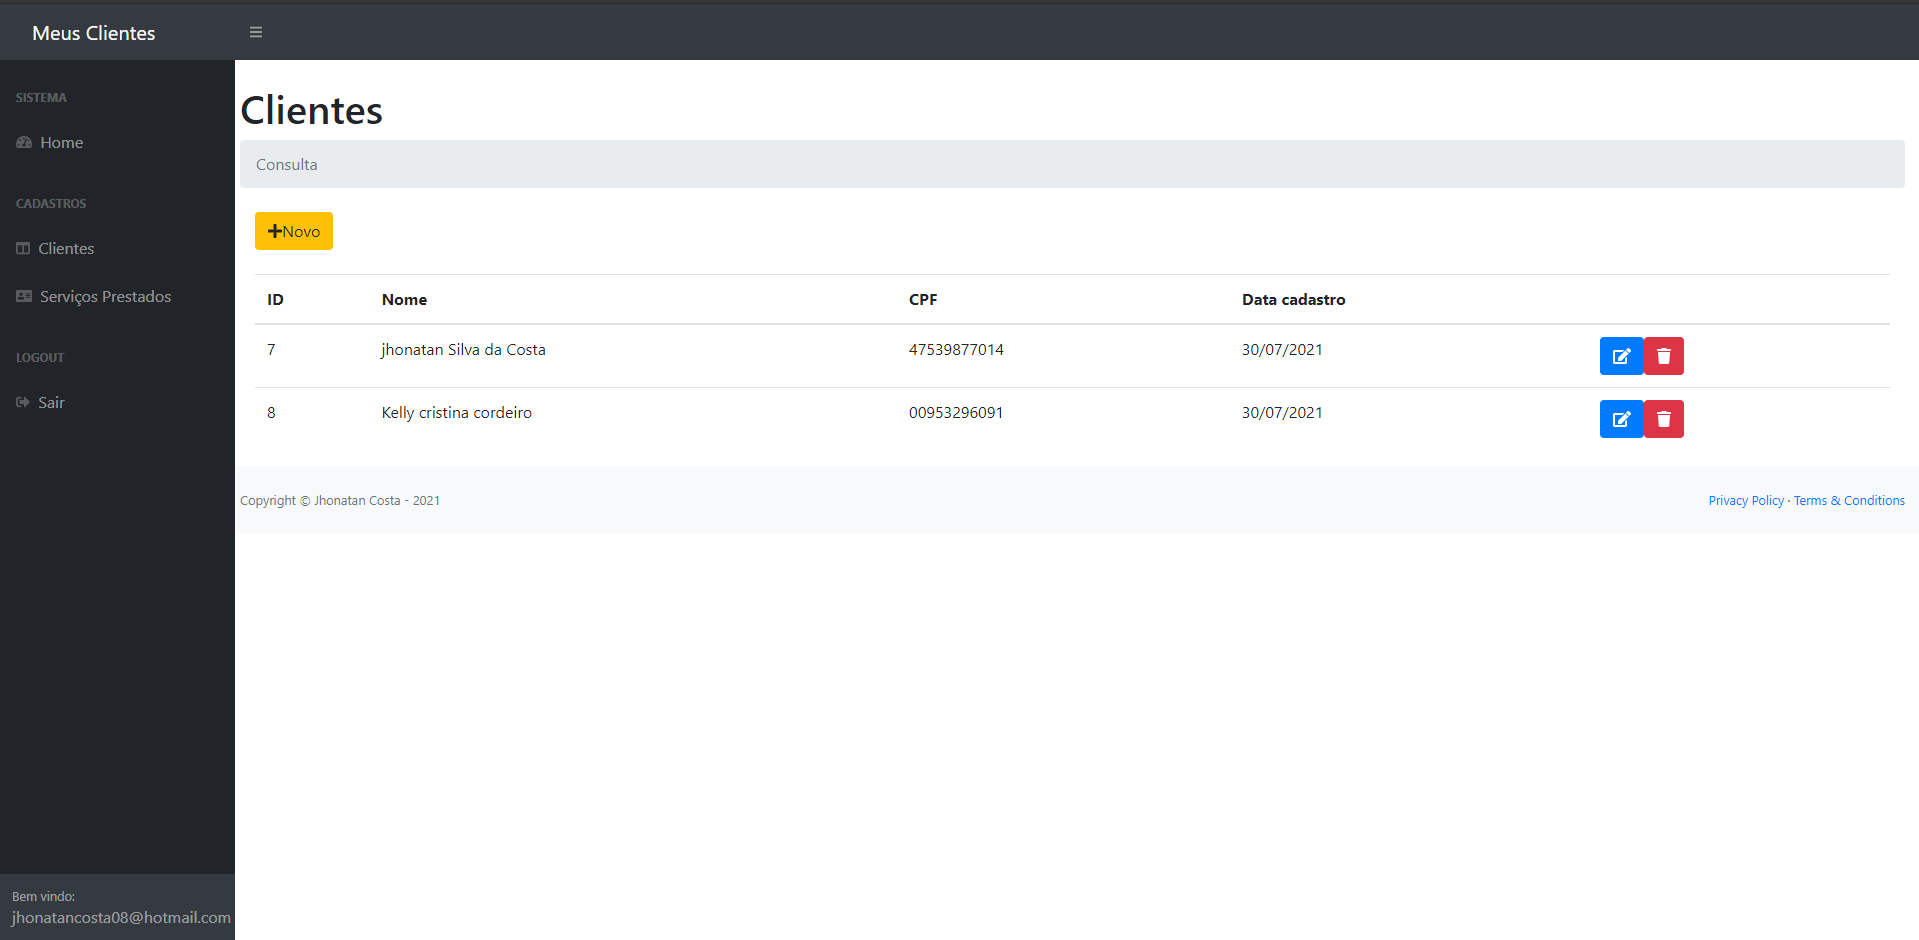 Meus Clientes
SISTEMA
Home
CADASTROS
Clientes
Serviços Prestados
LOGOUT
Sair
Bem vindo:
jhonatancosta08@hotmail.com
Clientes
Consulta
Novo
ID Nome CPF Data cadastro
7 jhonatan Silva da Costa 47539877014 30/07/2021
8 Kelly cristina cordeiro 00953296091 30/07/2021
Copyright © Jhonatan Costa - 2021
Privacy Policy · Terms & Conditions